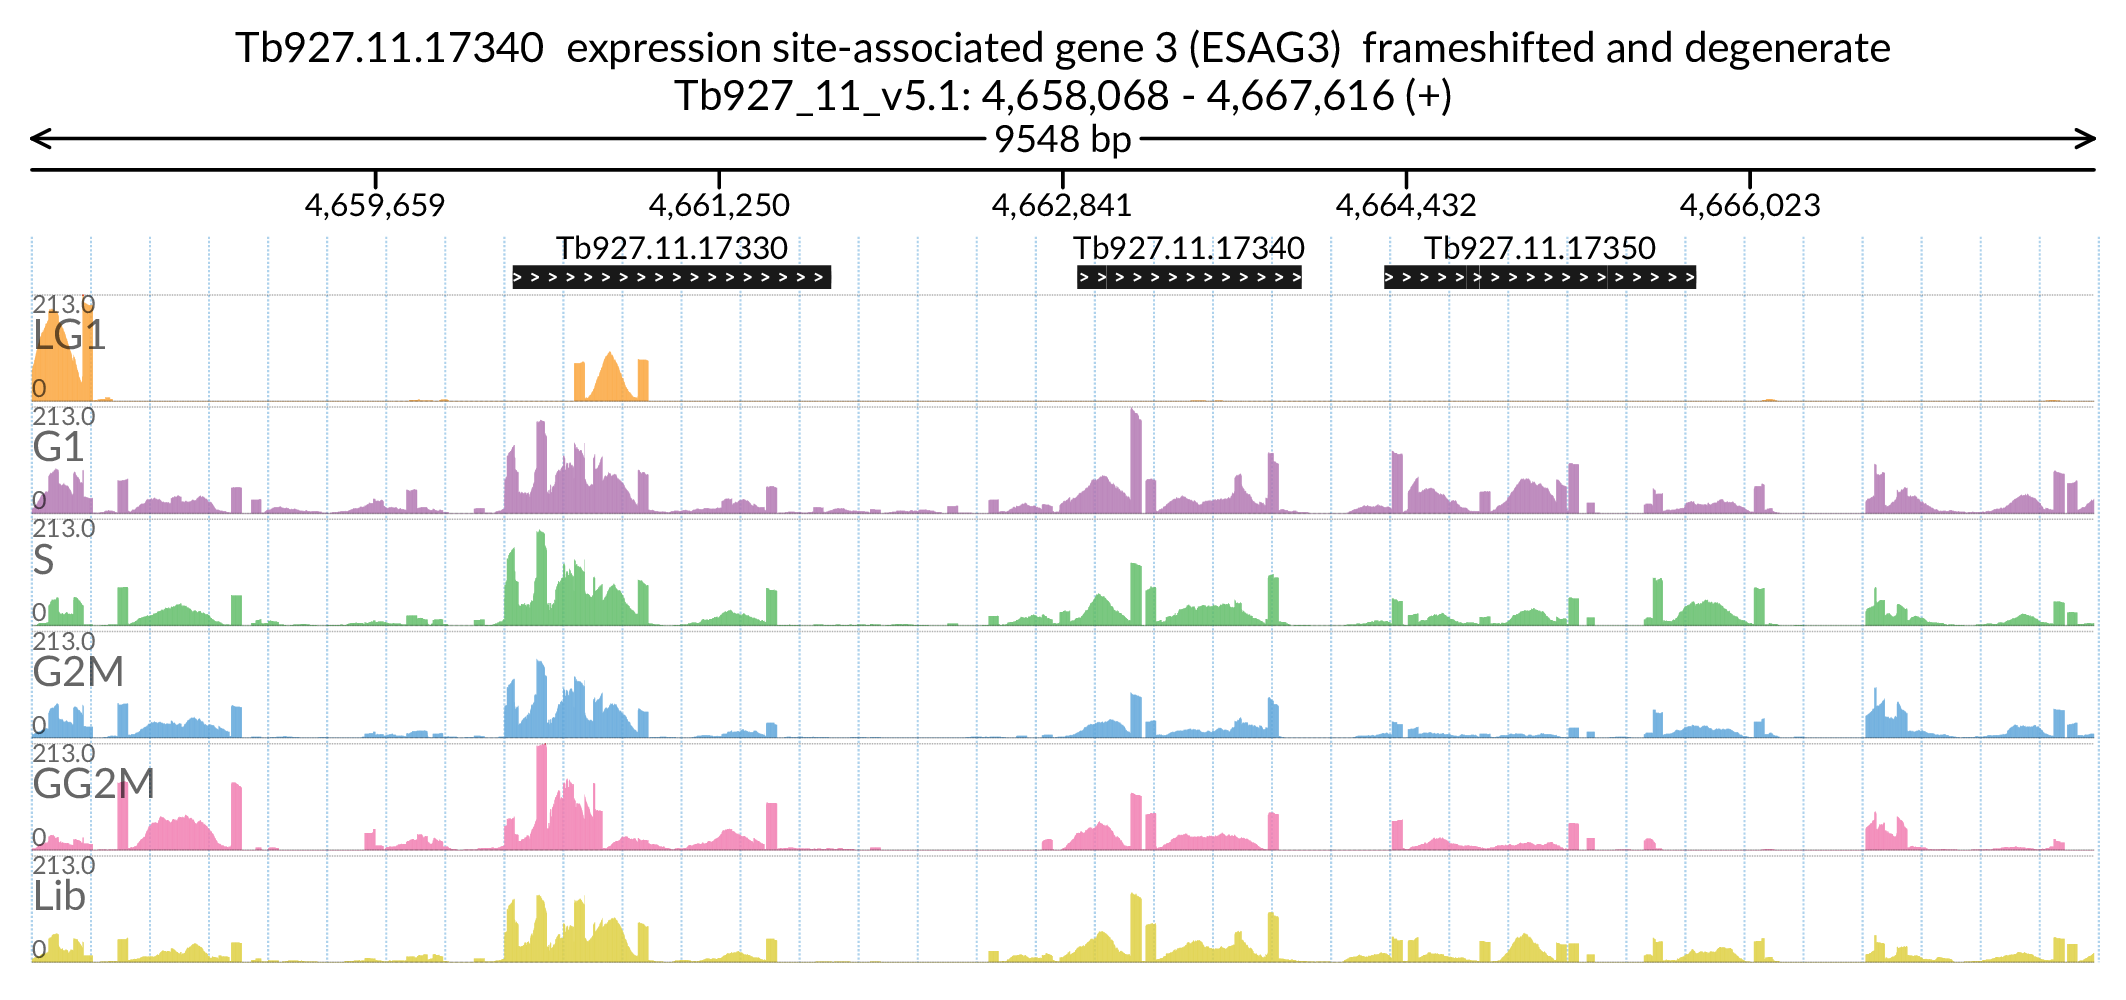 Tb927.11.17340  expression site-associated gene 3 (ESAG3)  frameshifted and degenerate
Tb927_11_v5.1: 4,658,068 - 4,667,616 (+)
9548 bp
4,659,659 4,661,250 4,662,841 4,664,432 4,666,023
Tb927.11.17330 Tb927.11.17340 Tb927.11.17350
213.0
LG1
0
213.0
G1
0
213.0
S
0
213.0
G2M
0
213.0
GG2M
0
213.0
Lib
0